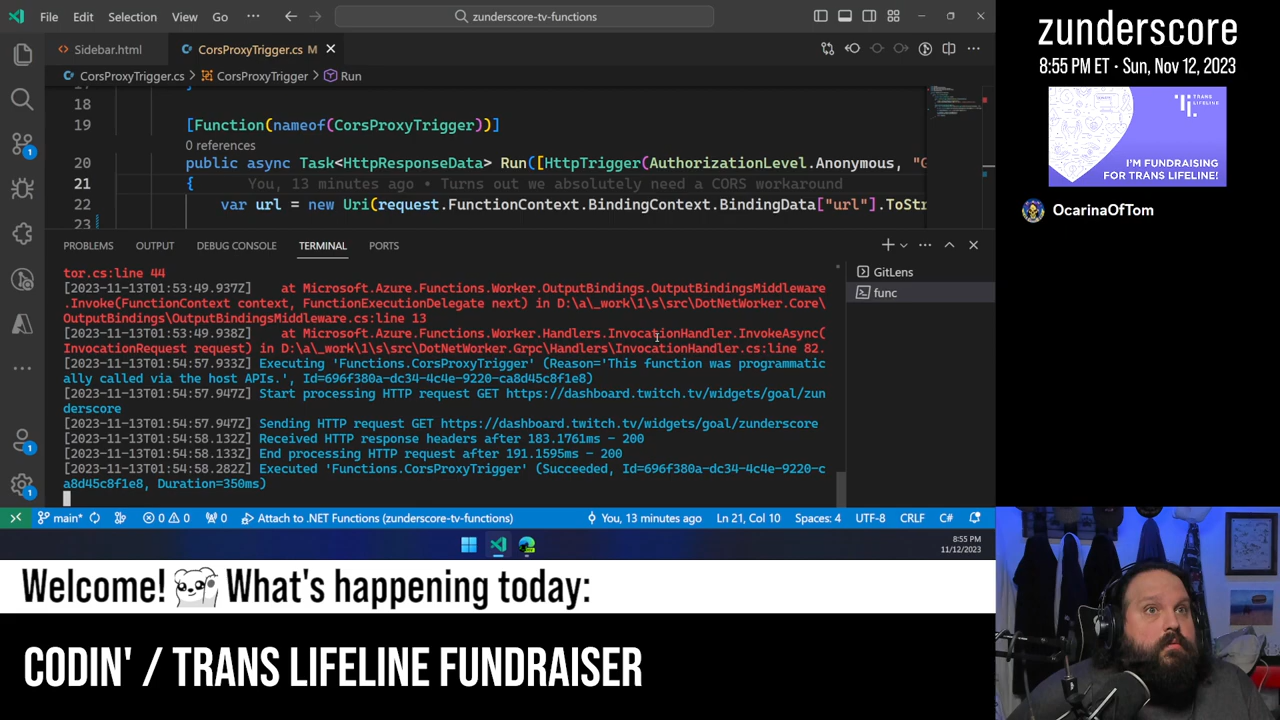 File Edit Selection View Go ··· zunderscore-tv-functions
Sidebar.html CorsProxyTrigger.cs M
CorsProxyTrigger.cs > CorsProxyTrigger > Run
18
19 [Function(nameof(CorsProxyTrigger))]
0 references
20 public async Task<HttpResponseData> Run([HttpTrigger(AuthorizationLevel.Anonymous, "G
21 { You, 13 minutes ago • Turns out we absolutely need a CORS workaround
22 var url = new Uri(request.FunctionContext.BindingContext.BindingData["url"].ToStr
23
PROBLEMS OUTPUT DEBUG CONSOLE TERMINAL PORTS
GitLens
func
tor.cs:line 44
[2023-11-13T01:53:49.937Z] at Microsoft.Azure.Functions.Worker.OutputBindings.OutputBindingsMiddleware
.Invoke(FunctionContext context, FunctionExecutionDelegate next) in D:\a\_work\1\s\src\DotNetWorker.Core\
OutputBindings\OutputBindingsMiddleware.cs:line 13
[2023-11-13T01:53:49.938Z] at Microsoft.Azure.Functions.Worker.Handlers.InvocationHandler.InvokeAsync(
InvocationRequest request) in D:\a\_work\1\s\src\DotNetWorker.Grpc\Handlers\InvocationHandler.cs:line 82.
[2023-11-13T01:54:57.933Z] Executing 'Functions.CorsProxyTrigger' (Reason='This function was programmatic
ally called via the host APIs.', Id=696f380a-dc34-4c4e-9220-ca8d45c8f1e8)
[2023-11-13T01:54:57.947Z] Start processing HTTP request GET https://dashboard.twitch.tv/widgets/goal/zun
derscore
[2023-11-13T01:54:57.947Z] Sending HTTP request GET https://dashboard.twitch.tv/widgets/goal/zunderscore
[2023-11-13T01:54:58.132Z] Received HTTP response headers after 183.1761ms - 200
[2023-11-13T01:54:58.133Z] End processing HTTP request after 191.1595ms - 200
[2023-11-13T01:54:58.282Z] Executed 'Functions.CorsProxyTrigger' (Succeeded, Id=696f380a-dc34-4c4e-9220-c
a8d45c8f1e8, Duration=350ms)
main* 0 0 0 Attach to .NET Functions (zunderscore-tv-functions) You, 13 minutes ago Ln 21, Col 10 Spaces: 4 UTF-8 CRLF C#
8:55 PM
11/12/2023
zunderscore
8:55 PM ET · Sun, Nov 12, 2023
TRANS
LIFELINE
I'M FUNDRAISING
FOR TRANS LIFELINE!
OcarinaOfTom
Welcome! What's happening today:
CODIN' / TRANS LIFELINE FUNDRAISER